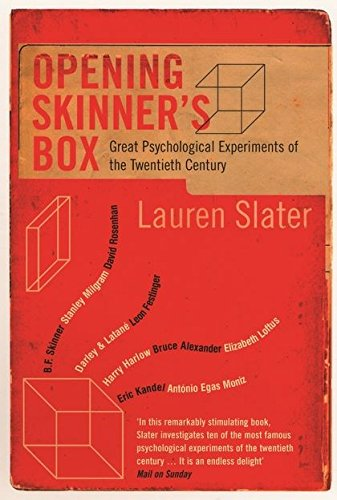 OPENING
SKINNER'S
BOX
Great Psychological Experiments of
the Twentieth Century
Lauren Slater
B.F. Skinner Stanley Milgram David Rosenhan
Darley & Latane Leon Festinger
Harry Harlow Bruce Alexander Elizabeth Loftus
Eric Kandel António Egas Moniz
'In this remarkably stimulating book,
Slater investigates ten of the most famous
psychological experiments of the twentieth
century ... It is an endless delight'
Mail on Sunday